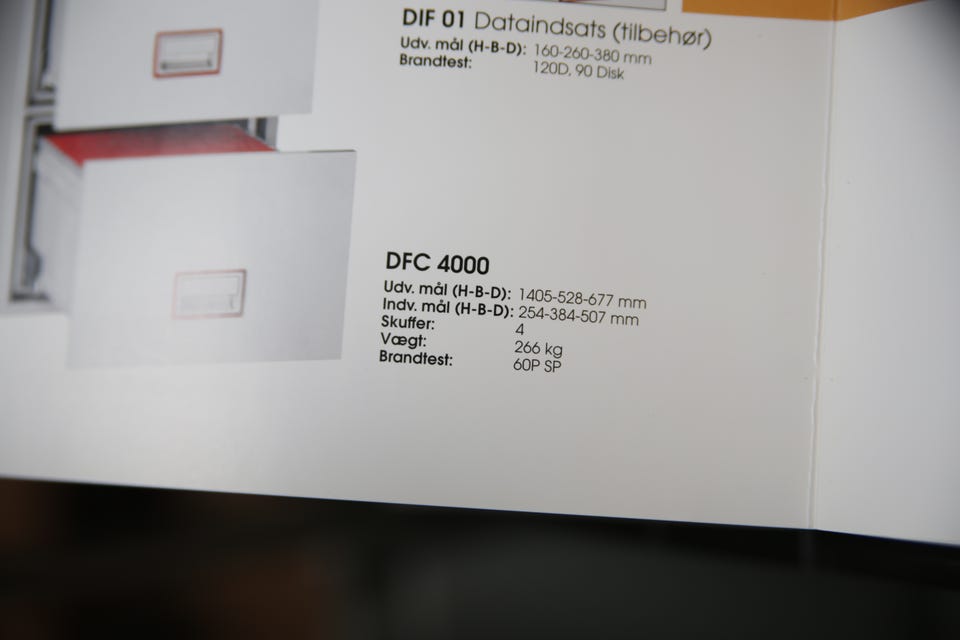 DIF 01 Dataindsats (tilbehør)
Udv. mål (H-B-D): 160-260-380 mm
Brandtest: 120D, 90 Disk
DFC 4000
Udv. mål (H-B-D): 1405-528-677 mm
Indv. mål (H-B-D): 254-384-507 mm
Skuffer: 4
Vægt: 266 kg
Brandtest: 60P SP